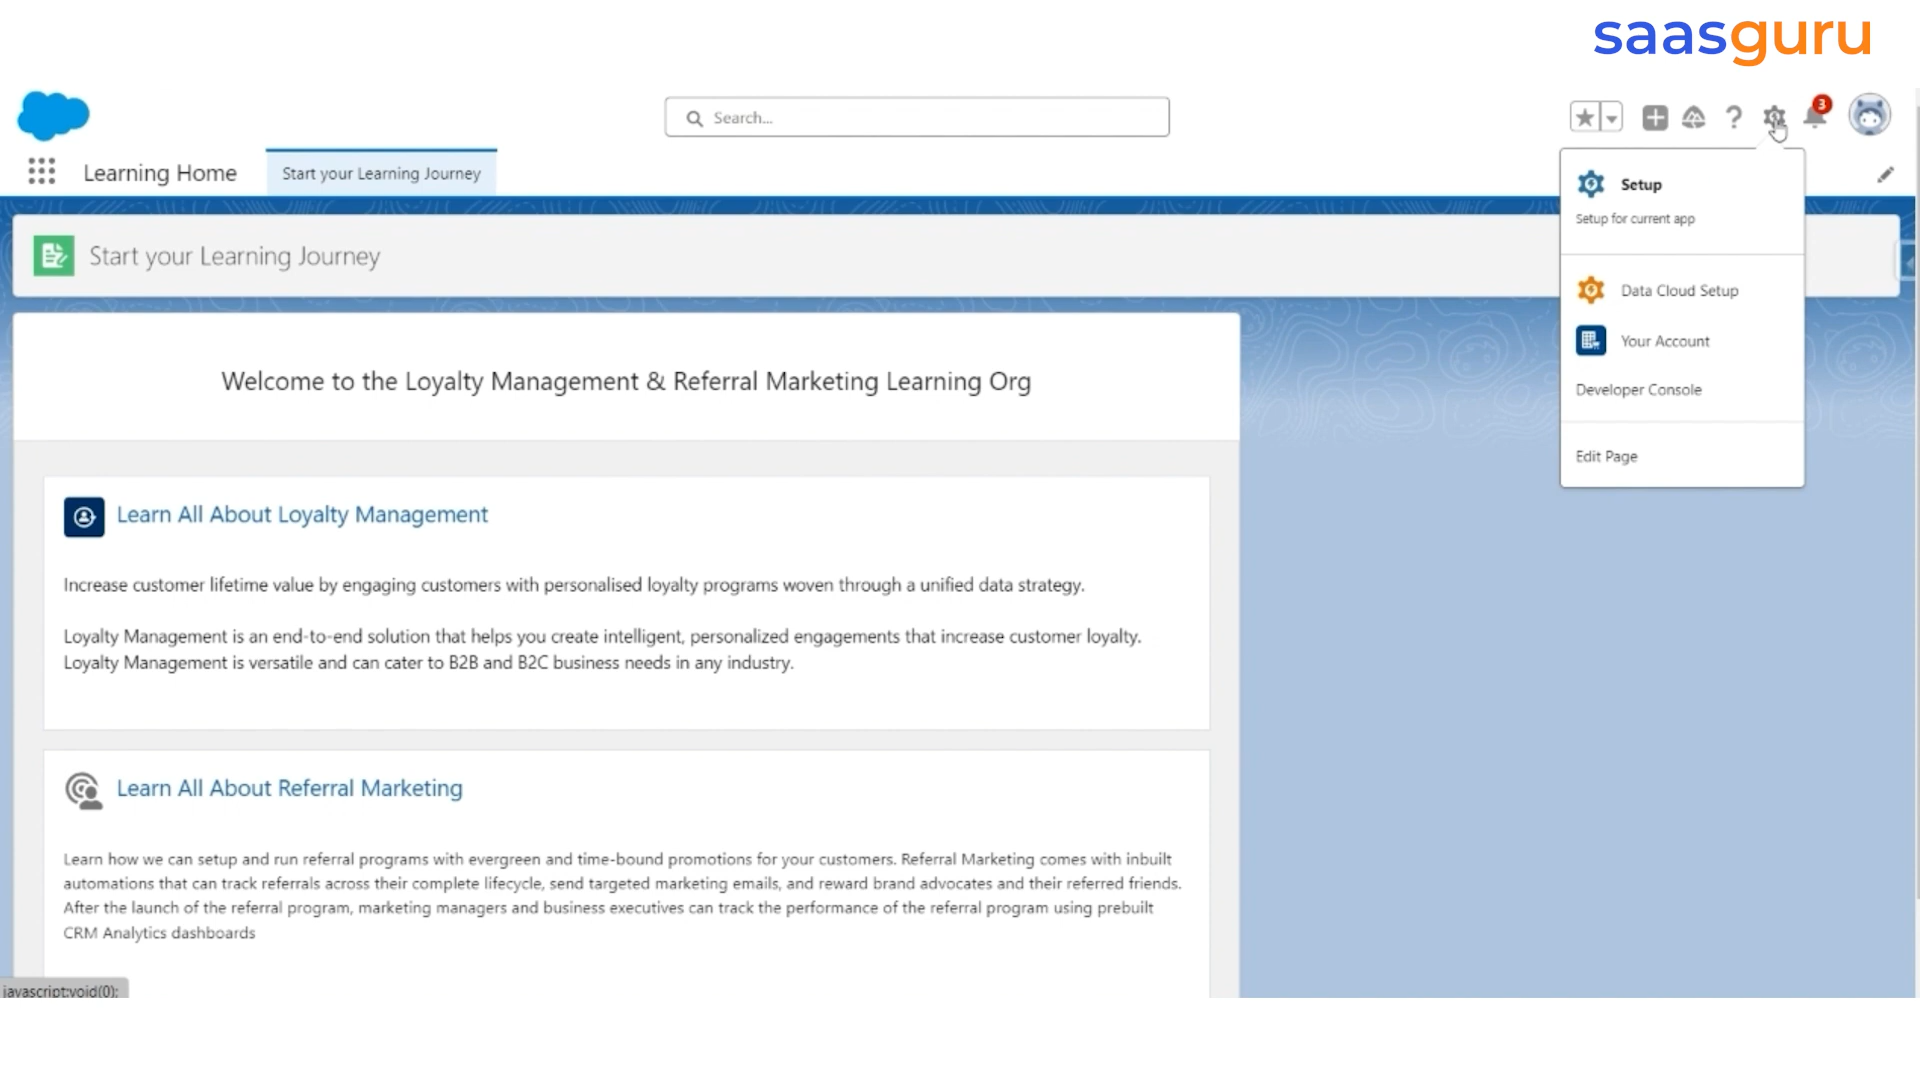 saasguru
Search...
3
Learning Home
Start your Learning Journey
Setup
Setup for current app
Start your Learning Journey
Data Cloud Setup
Your Account
Developer Console
Edit Page
Welcome to the Loyalty Management & Referral Marketing Learning Org
Learn All About Loyalty Management
Increase customer lifetime value by engaging customers with personalised loyalty programs woven through a unified data strategy.
Loyalty Management is an end-to-end solution that helps you create intelligent, personalized engagements that increase customer loyalty.
Loyalty Management is versatile and can cater to B2B and B2C business needs in any industry.
Learn All About Referral Marketing
Learn how we can setup and run referral programs with evergreen and time-bound promotions for your customers. Referral Marketing comes with inbuilt
automations that can track referrals across their complete lifecycle, send targeted marketing emails, and reward brand advocates and their referred friends.
After the launch of the referral program, marketing managers and business executives can track the performance of the referral program using prebuilt
CRM Analytics dashboards
javascript:void(0);